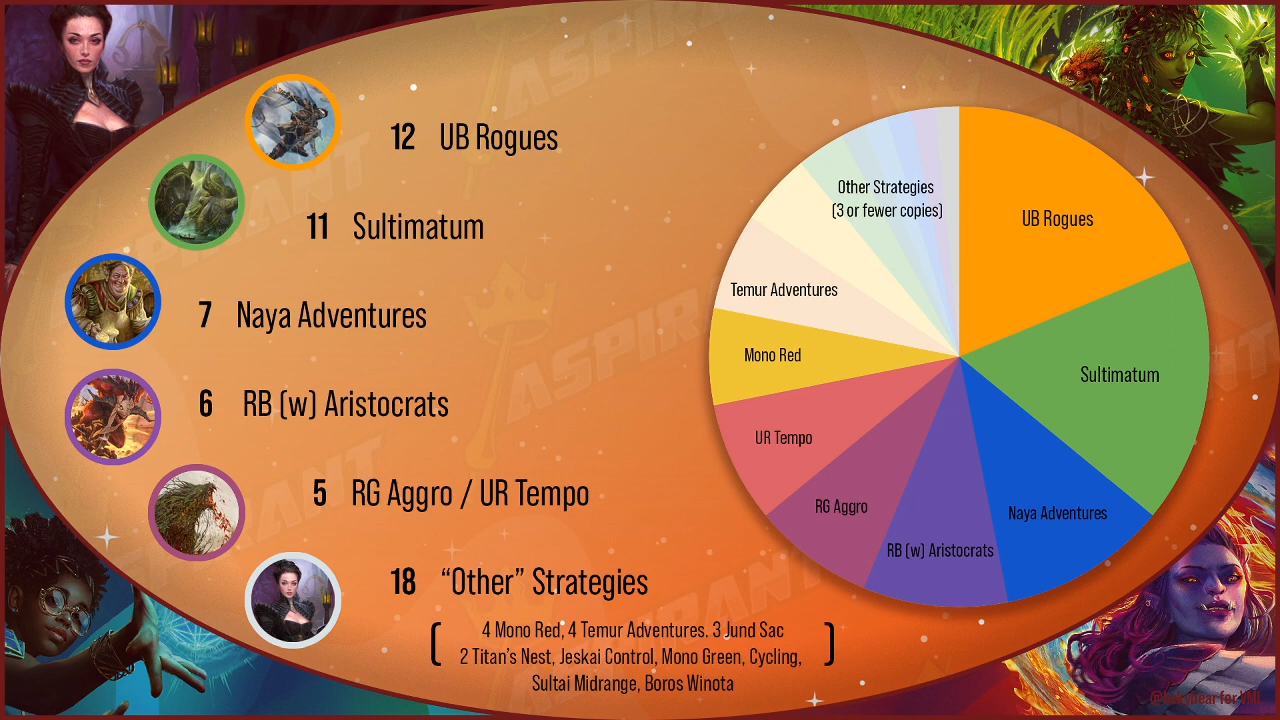 12 UB Rogues
11 Sultimatum
7 Naya Adventures
6 RB (w) Aristocrats
5 RG Aggro / UR Tempo
18 “Other” Strategies
4 Mono Red, 4 Temur Adventures. 3 Jund Sac
2 Titan's Nest, Jeskai Control, Mono Green, Cycling,
Sultai Midrange, Boros Winota
Other Strategies
(3 or fewer copies)
UB Rogues
Temur Adventures
Mono Red
Sultimatum
UR Tempo
RG Aggro
Naya Adventures
RB (w) Aristocrats
ASPIRANT
ASPIRANT
ASPIRANT